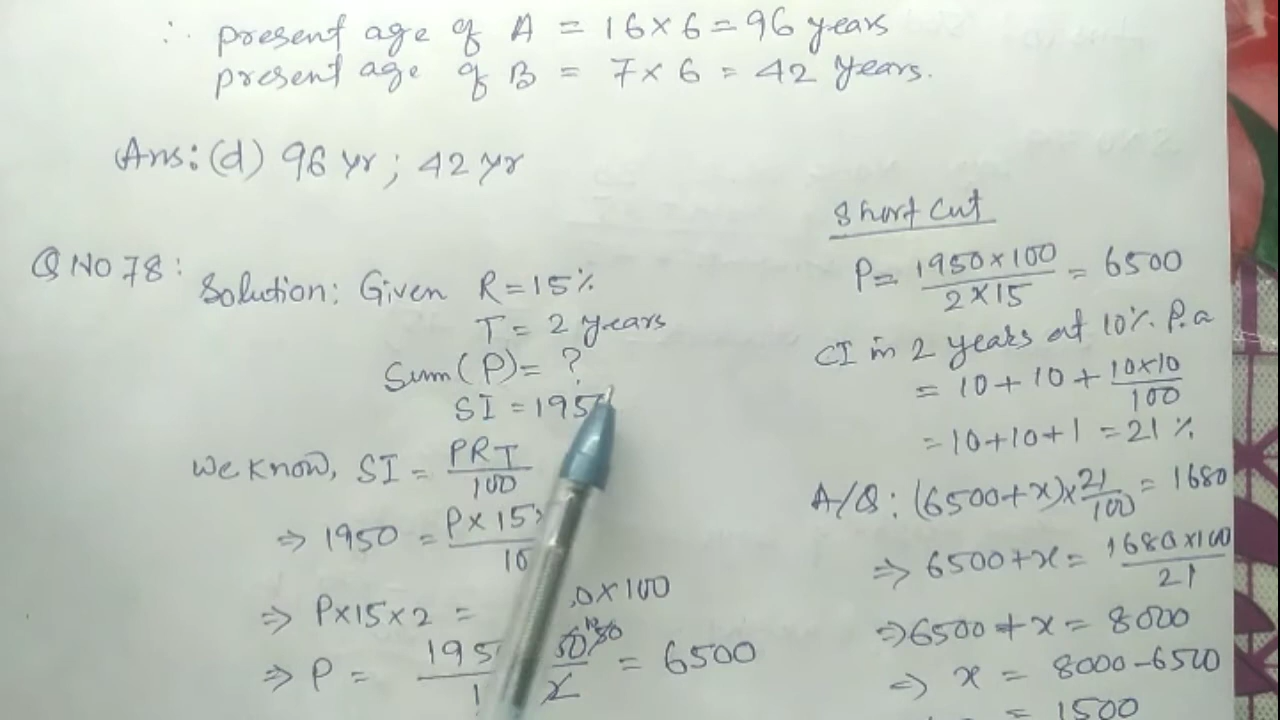 ∴ present age of A = 16×6 = 96 years
present age of B = 7×6 = 42 years.
Ans: (d) 96 yr ; 42 yr
Q NO 78:
Solution: Given R = 15%
T = 2 years
Sum (P) = ?
SI = 195
We know, SI = PRT/100
⇒ 1950 = P×15
⇒ P×15×2 = 0×100
⇒ P = 195 = 6500
Short cut
P = 1950×100/2×15 = 6500
CI in 2 years at 10% P.a
= 10 + 10 + 10×10/100
= 10+10+1 = 21%
A/Q: (6500+x)×21/100 = 1680
⇒ 6500+x = 1680×100/21
⇒ 6500+x = 8000
⇒ x = 8000-6500
= 1500